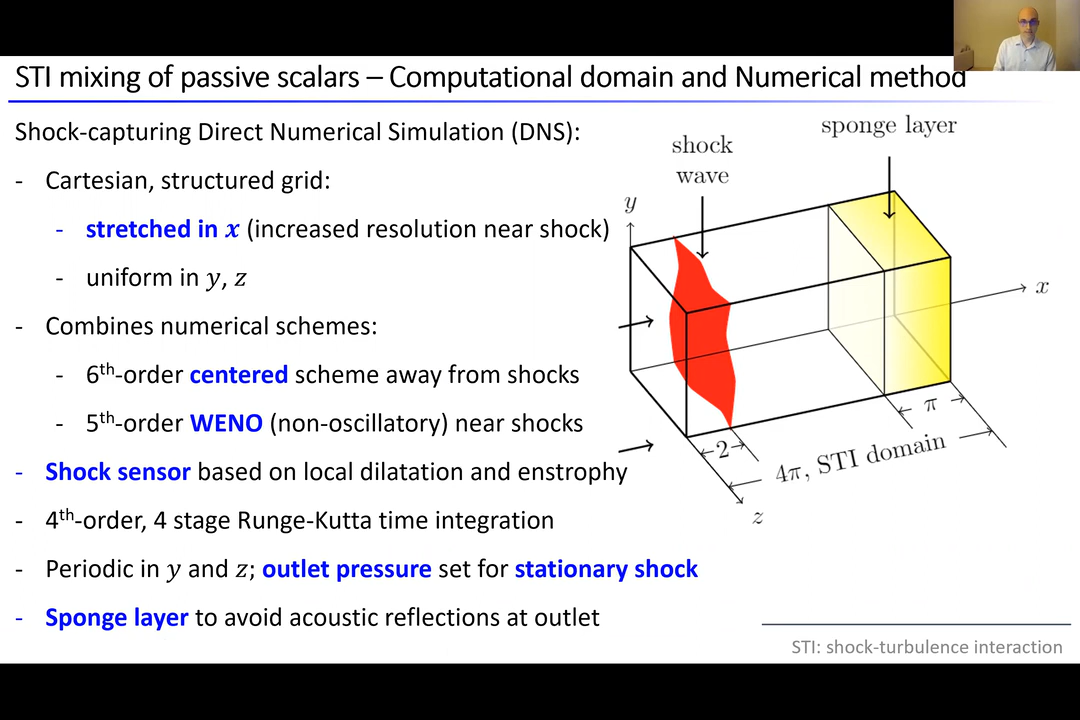 STI mixing of passive scalars – Computational domain and Numerical method
Shock-capturing Direct Numerical Simulation (DNS):
- Cartesian, structured grid:
- stretched in x (increased resolution near shock)
- uniform in y, z
- Combines numerical schemes:
- 6th-order centered scheme away from shocks
- 5th-order WENO (non-oscillatory) near shocks
- Shock sensor based on local dilatation and enstrophy
- 4th-order, 4 stage Runge-Kutta time integration
- Periodic in y and z; outlet pressure set for stationary shock
- Sponge layer to avoid acoustic reflections at outlet
shock
wave
sponge layer
y
x
π
2
4π, STI domain
z
STI: shock-turbulence interaction